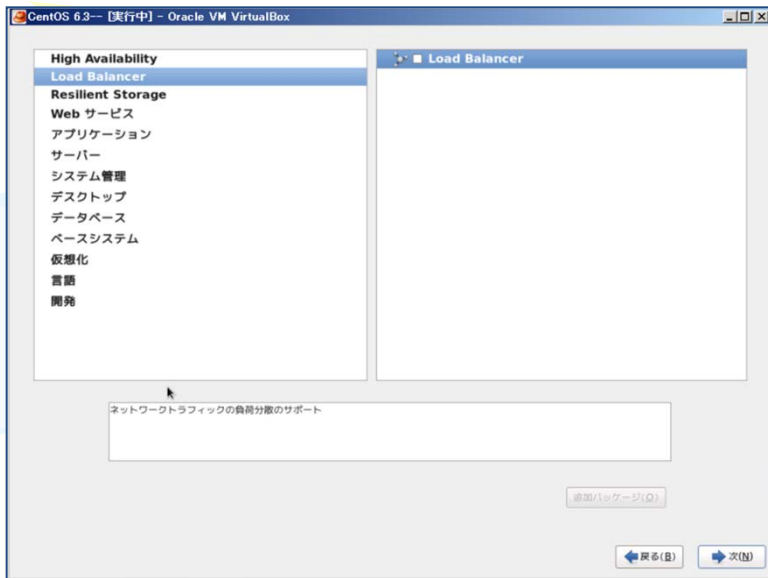 CentOS 6.3-- [実行中] - Oracle VM VirtualBox
High Availability
Load Balancer
Resilient Storage
Web サービス
アプリケーション
サーバー
システム管理
デスクトップ
データベース
ベースシステム
仮想化
言語
開発
Load Balancer
ネットワークトラフィックの負荷分散のサポート
追加パッケージ(O)
戻る(B)
次(N)